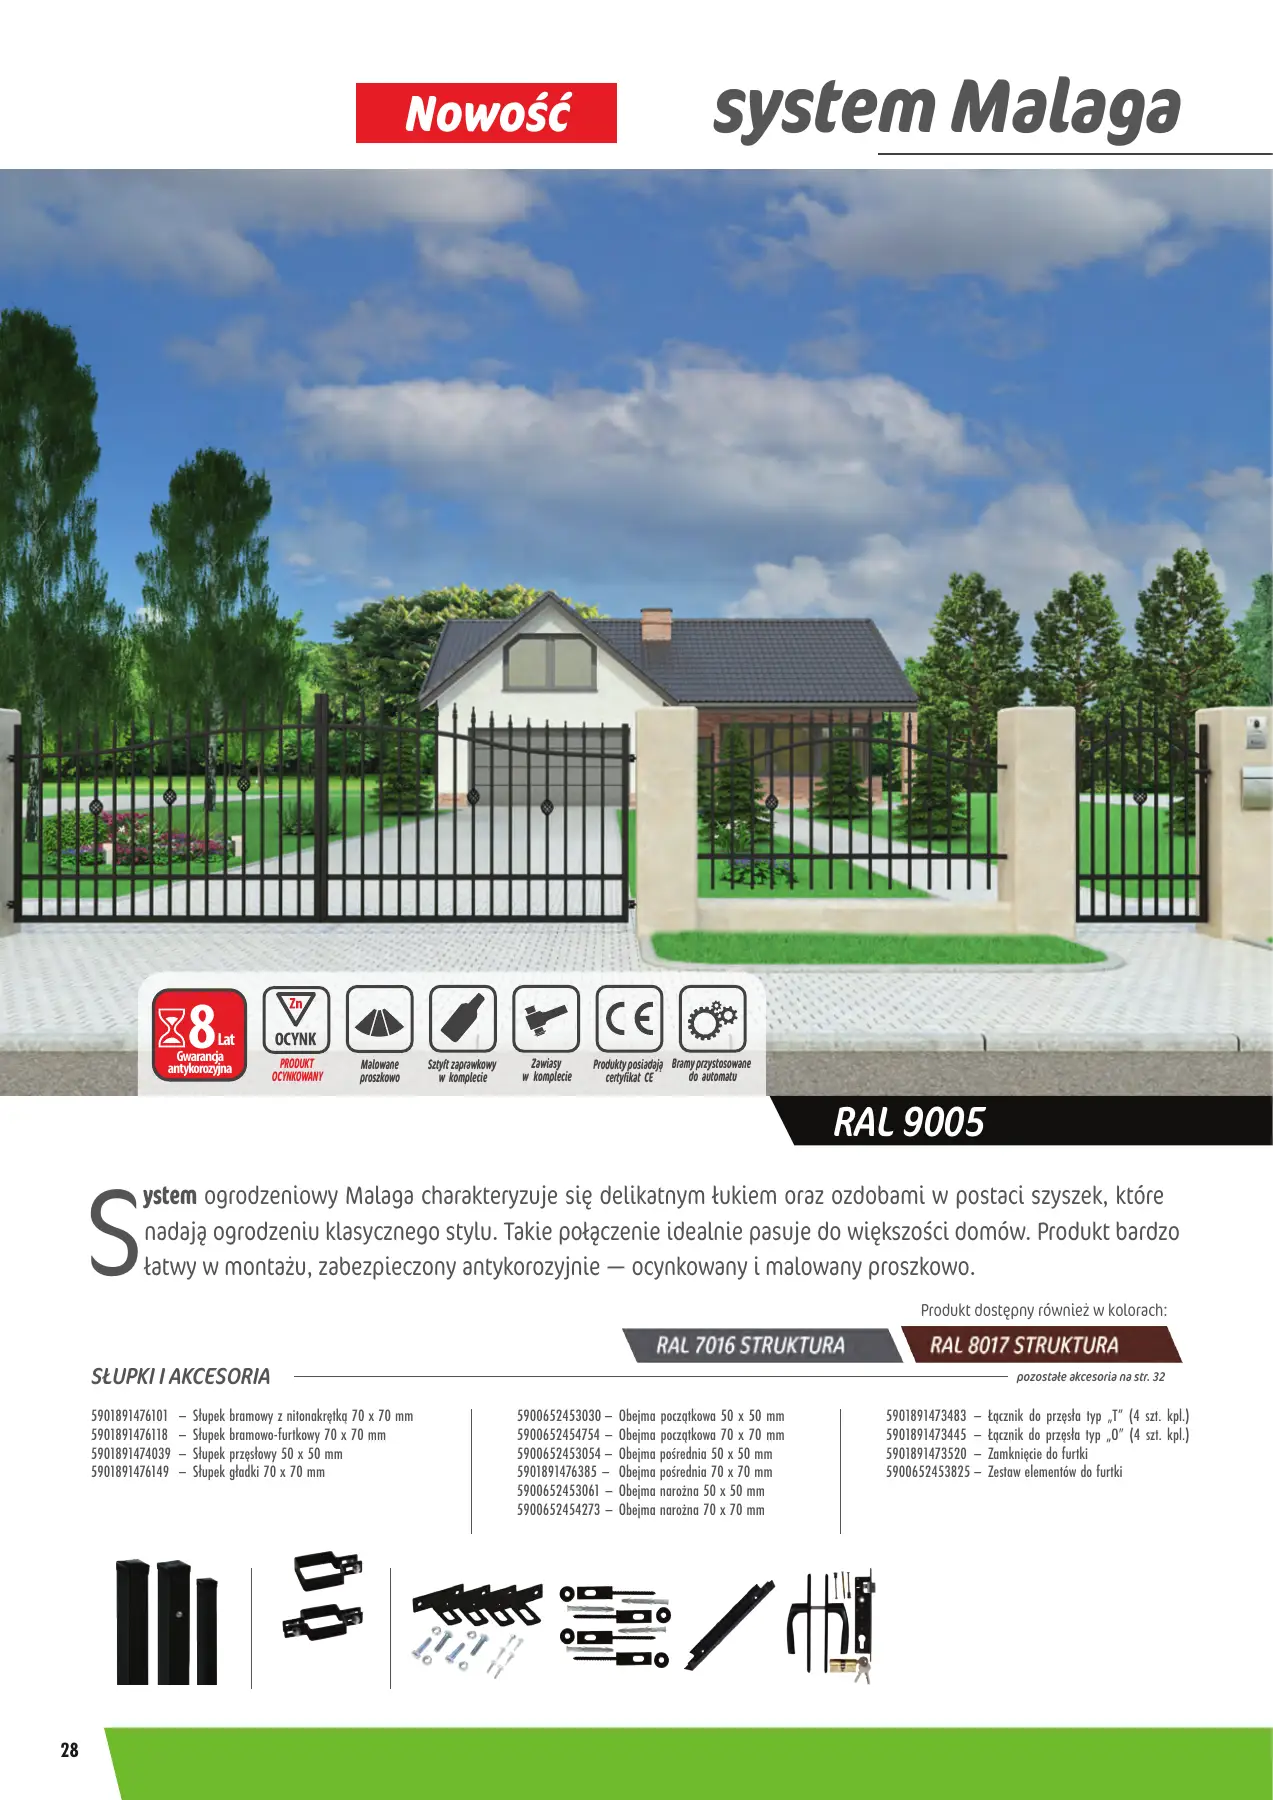 Nowość
system Malaga
8 Lat
Gwarancja
antykorozyjna
Zn
OCYNK
PRODUKT
OCYNKOWANY
Malowane
proszkowo
Sztyft zaprawkowy
w komplecie
Zawiasy
w komplecie
CE
Produkty posiadają
certyfikat CE
Bramy przystosowane
do automatu
RAL 9005
System ogrodzeniowy Malaga charakteryzuje się delikatnym łukiem oraz ozdobami w postaci szyszek, które
nadają ogrodzeniu klasycznego stylu. Takie połączenie idealnie pasuje do większości domów. Produkt bardzo
łatwy w montażu, zabezpieczony antykorozyjnie — ocynkowany i malowany proszkowo.
Produkt dostępny również w kolorach:
RAL 7016 STRUKTURA
RAL 8017 STRUKTURA
SŁUPKI I AKCESORIA
pozostałe akcesoria na str. 32
5901891476101 – Słupek bramowy z nitonakrętką 70 x 70 mm
5901891476118 – Słupek bramowo-furtkowy 70 x 70 mm
5901891474039 – Słupek przęsłowy 50 x 50 mm
5901891476149 – Słupek gładki 70 x 70 mm
5900652453030 – Obejma początkowa 50 x 50 mm
5900652454754 – Obejma początkowa 70 x 70 mm
5900652453054 – Obejma pośrednia 50 x 50 mm
5901891476385 – Obejma pośrednia 70 x 70 mm
5900652453061 – Obejma narożna 50 x 50 mm
5900652454273 – Obejma narożna 70 x 70 mm
5901891473483 – Łącznik do przęsła typ „T” (4 szt. kpl.)
5901891473445 – Łącznik do przęsła typ „O” (4 szt. kpl.)
5901891473520 – Zamknięcie do furtki
5900652453825 – Zestaw elementów do furtki
28